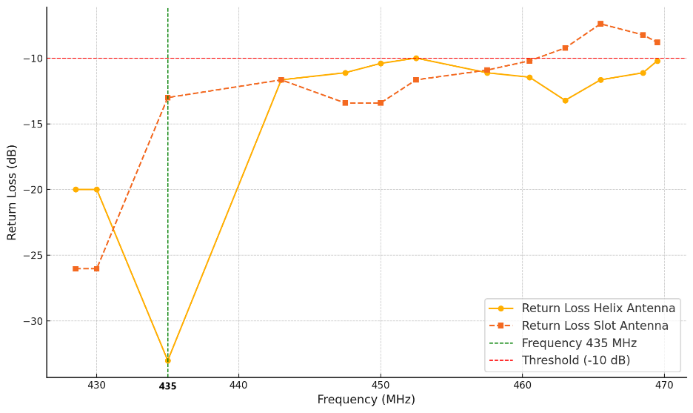 −10
−15
−20
−25
−30
Return Loss (dB)
430
435
440
450
460
470
Frequency (MHz)
Return Loss Helix Antenna
Return Loss Slot Antenna
Frequency 435 MHz
Threshold (-10 dB)